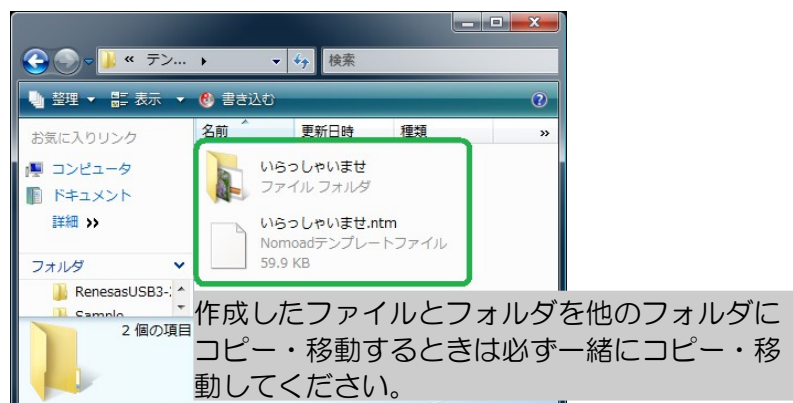 « テン...
検索
整理 表示 書き込む
お気に入りリンク
名前 更新日時 種類 »
コンピュータ
ドキュメント
詳細 »
フォルダ
RenesasUSB3-
Sample
2 個の項目
いらっしゃいませ
ファイル フォルダ
いらっしゃいませ.ntm
Nomoadテンプレートファイル
59.9 KB
作成したファイルとフォルダを他のフォルダに
コピー・移動するときは必ず一緒にコピー・移
動してください。